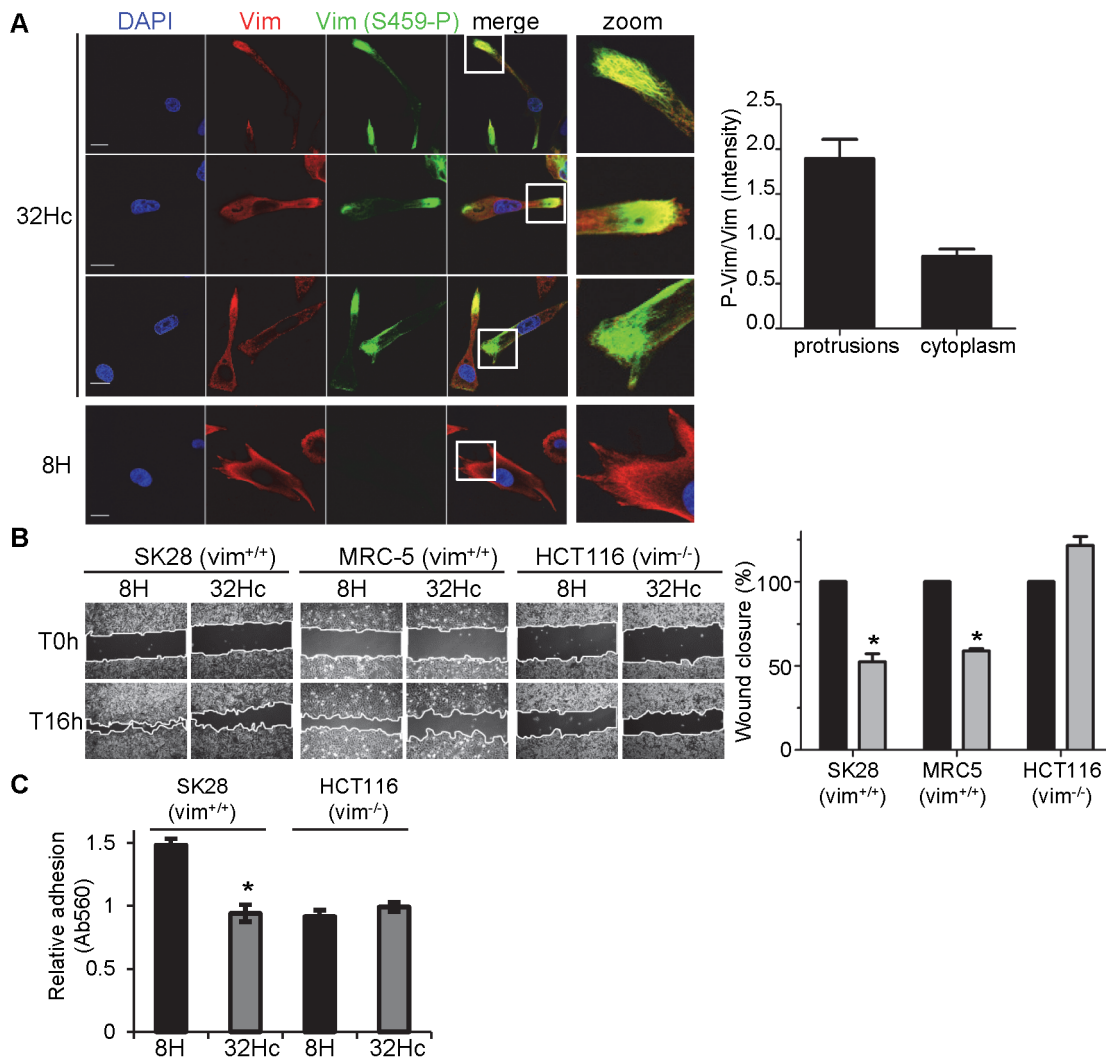 A
DAPI Vim Vim (S459-P) merge zoom
32Hc
8H
P-Vim/Vim (Intensity)
2.5
2.0
1.5
1.0
0.5
0.0
protrusions cytoplasm
B
SK28 (vim+/+) MRC-5 (vim+/+) HCT116 (vim-/-)
8H 32Hc 8H 32Hc 8H 32Hc
T0h
T16h
Wound closure (%)
100
50
0
* *
SK28 MRC5 HCT116
(vim+/+) (vim+/+) (vim-/-)
C
SK28 HCT116
(vim+/+) (vim-/-)
Relative adhesion
(Ab560)
1.5
1
0.5
0
*
8H 32Hc 8H 32Hc